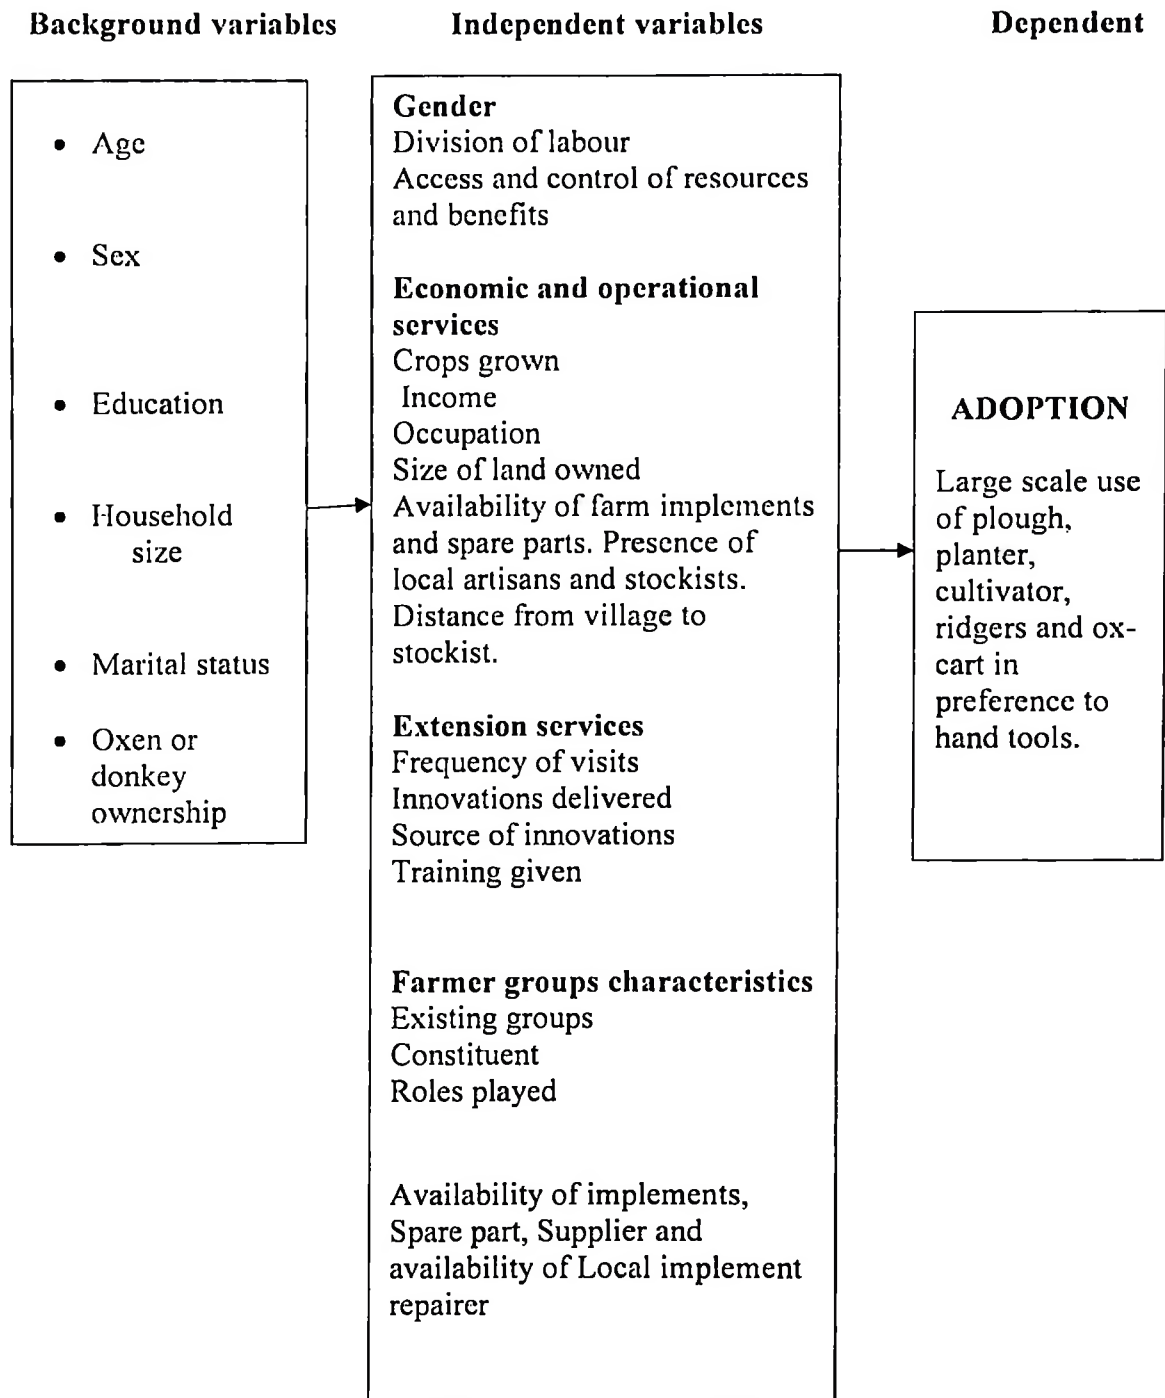 Background variables
Independent variables
Dependent
• Age
• Sex
• Education
• Household
size
• Marital status
• Oxen or
donkey
ownership
Gender
Division of labour
Access and control of resources
and benefits
Economic and operational
services
Crops grown
Income
Occupation
Size of land owned
Availability of farm implements
and spare parts. Presence of
local artisans and stockists.
Distance from village to
stockist.
Extension services
Frequency of visits
Innovations delivered
Source of innovations
Training given
Farmer groups characteristics
Existing groups
Constituent
Roles played
Availability of implements,
Spare part, Supplier and
availability of Local implement
repairer
ADOPTION
Large scale use
of plough,
planter,
cultivator,
ridgers and ox-
cart in
preference to
hand tools.